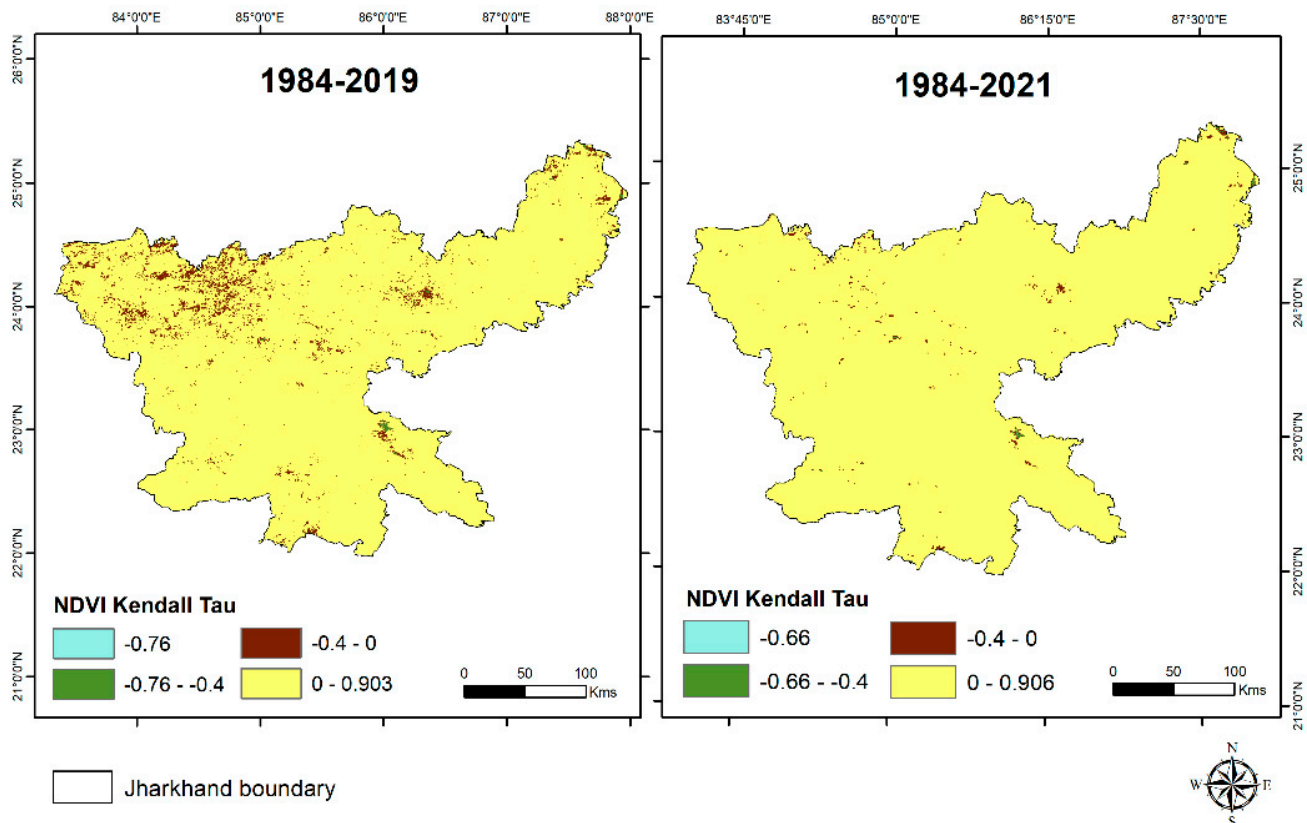 84°0'0"E 85°0'0"E 86°0'0"E 87°0'0"E 88°0'0"E
26°0'0"N
25°0'0"N
24°0'0"N
23°0'0"N
22°0'0"N
21°0'0"N
1984-2019
NDVI Kendall Tau
-0.76
-0.4 - 0
-0.76 - -0.4
0 - 0.903
0 50 100
Kms
83°45'0"E 85°0'0"E 86°15'0"E 87°30'0"E
1984-2021
25°0'0"N
24°0'0"N
23°0'0"N
22°0'0"N
21°0'0"N
NDVI Kendall Tau
-0.66
-0.4 - 0
-0.66 - -0.4
0 - 0.906
0 50 100
Kms
Jharkhand boundary
N
W E
S